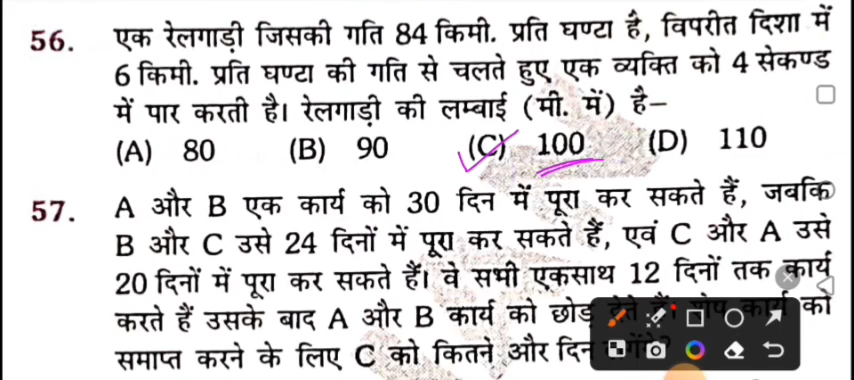 56. एक रेलगाड़ी जिसकी गति 84 किमी. प्रति घण्टा है, विपरीत दिशा में
6 किमी. प्रति घण्टा की गति से चलते हुए एक व्यक्ति को 4 सेकण्ड
में पार करती है। रेलगाड़ी की लम्बाई (मी. में) है–
(A) 80 (B) 90 (C) 100 (D) 110
57. A और B एक कार्य को 30 दिन में पूरा कर सकते हैं, जबकि
B और C उसे 24 दिनों में पूरा कर सकते हैं, एवं C और A उसे
20 दिनों में पूरा कर सकते हैं। वे सभी एकसाथ 12 दिनों तक कार्य
करते हैं उसके बाद A और B कार्य को छोड़ कार्य को
समाप्त करने के लिए C को कितने और दिन